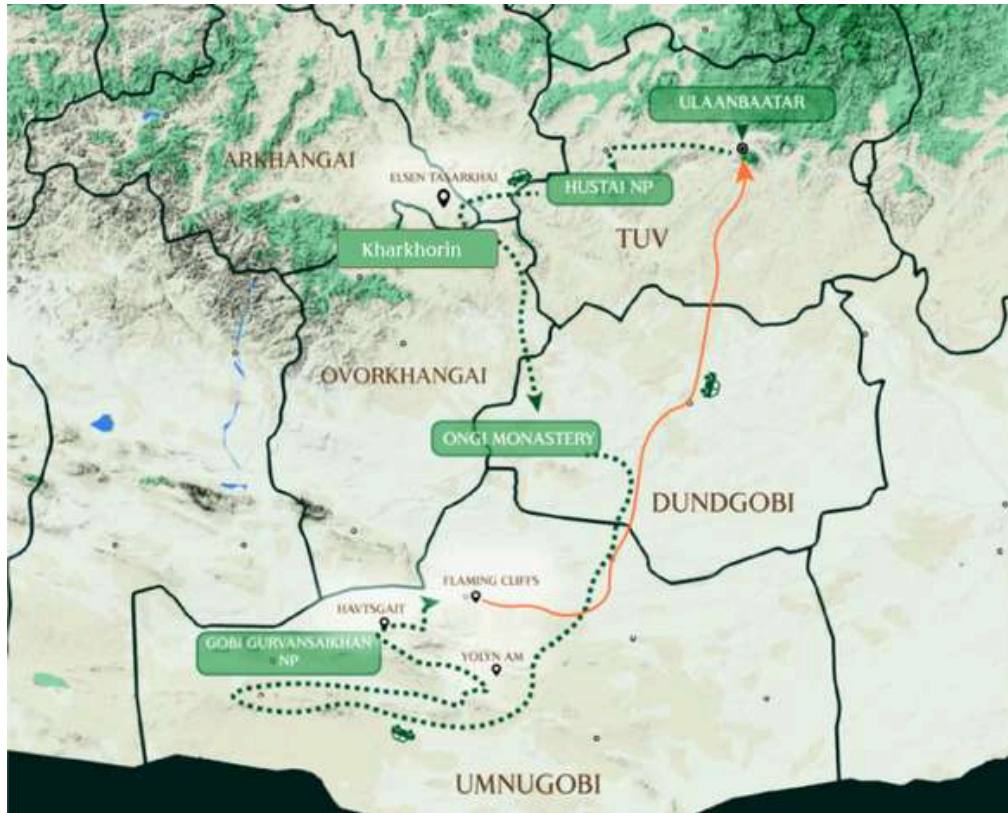 ULAANBAATAR
ARKHANGAI
ELSEN TASARKHAI
HUSTAI NP
TUV
Kharkhorin
OVORKHANGAI
ONGI MONASTERY
DUNDGOBI
FLAMING CLIFFS
HAVTSGAIT
GOBI GURVANSAIKHAN
NP
YOLYN AM
UMNUGOBI